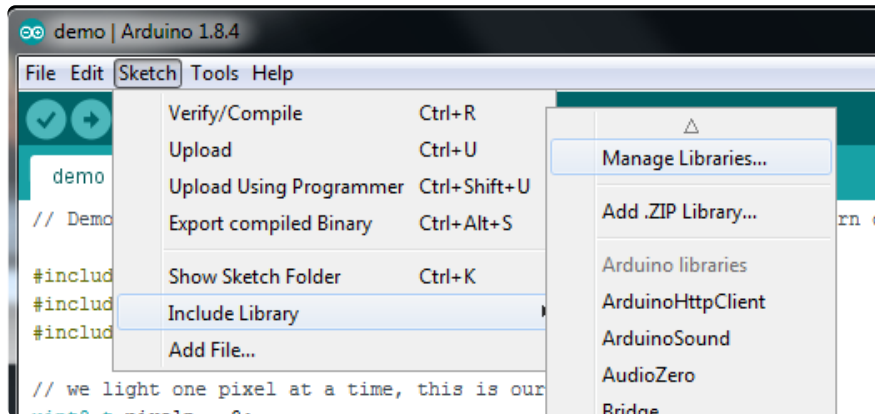 demo | Arduino 1.8.4
File Edit Sketch Tools Help
Verify/Compile Ctrl+R
Upload Ctrl+U
Upload Using Programmer Ctrl+Shift+U
Export compiled Binary Ctrl+Alt+S
Show Sketch Folder Ctrl+K
Include Library
Add File...
Manage Libraries...
Add .ZIP Library...
Arduino libraries
ArduinoHttpClient
ArduinoSound
AudioZero
Bridge
demo
// Demo
#includ
#includ
#includ
// we light one pixel at a time, this is our